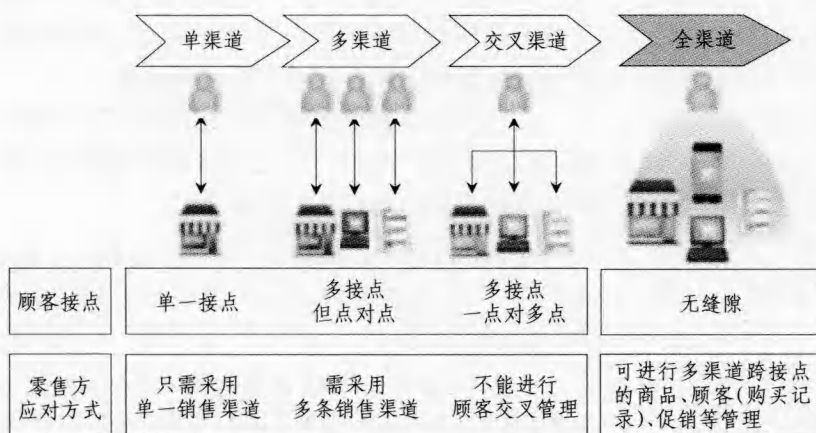 单渠道
多渠道
交叉渠道
全渠道
顾客接点
单一接点
多接点
但点对点
多接点
一点对多点
无缝隙
零售方
应对方式
只需采用
单一销售渠道
需采用
多条销售渠道
不能进行
顾客交叉管理
可进行多渠道跨接点
的商品、顾客(购买记
录)、促销等管理